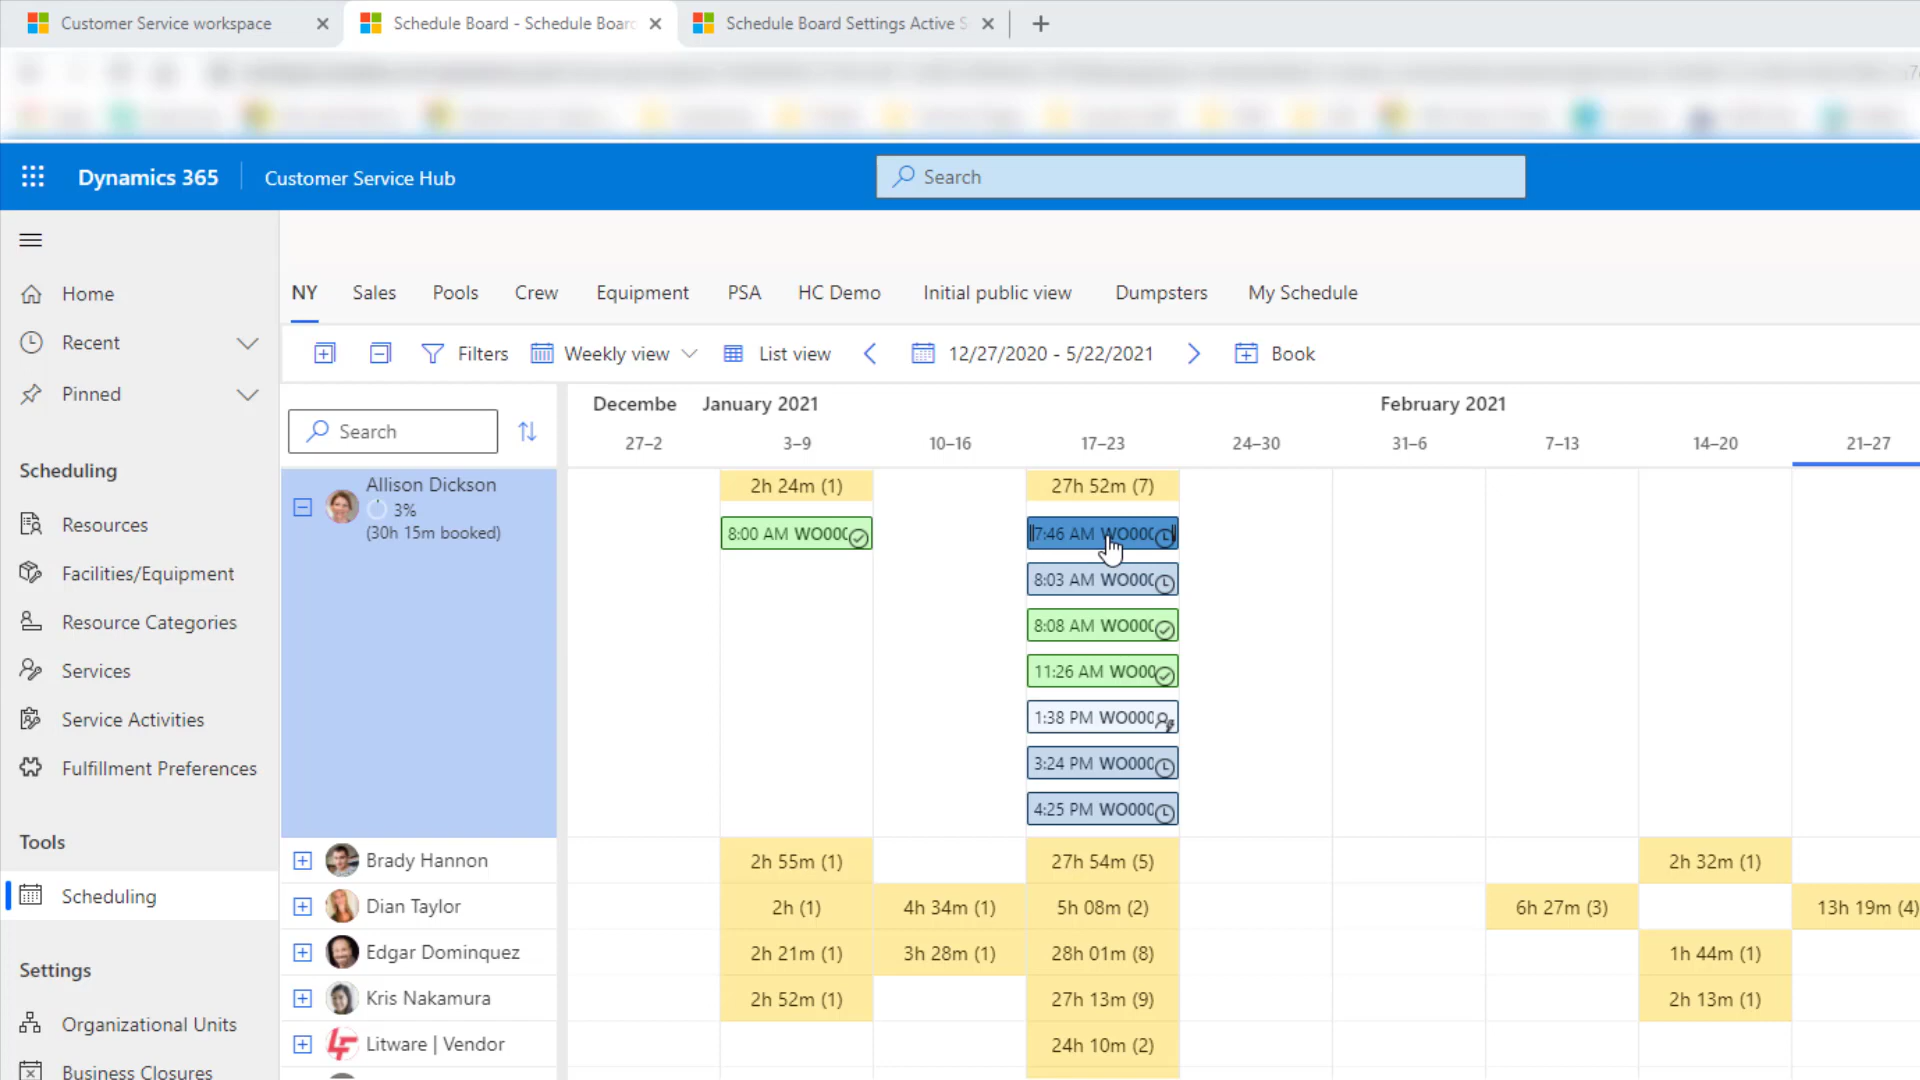 Customer Service workspace
Schedule Board - Schedule Boar
Schedule Board Settings Active S
Dynamics 365
Customer Service Hub
Search
Home
Recent
Pinned
Scheduling
Resources
Facilities/Equipment
Resource Categories
Services
Service Activities
Fulfillment Preferences
Tools
Scheduling
Settings
Organizational Units
Business Closures
NY Sales Pools Crew Equipment PSA HC Demo Initial public view Dumpsters My Schedule
Filters Weekly view List view 12/27/2020 - 5/22/2021 Book
Search
Decembe January 2021 February 2021
27–2 3–9 10–16 17–23 24–30 31–6 7–13 14–20 21–27
Allison Dickson
3%
(30h 15m booked)
2h 24m (1) 27h 52m (7)
8:00 AM WO000 7:46 AM WO000
8:03 AM WO000
8:08 AM WO000
11:26 AM WO00
1:38 PM WO000
3:24 PM WO000
4:25 PM WO000
Brady Hannon 2h 55m (1) 27h 54m (5) 2h 32m (1)
Dian Taylor 2h (1) 4h 34m (1) 5h 08m (2) 6h 27m (3) 13h 19m (4)
Edgar Dominquez 2h 21m (1) 3h 28m (1) 28h 01m (8) 1h 44m (1)
Kris Nakamura 2h 52m (1) 27h 13m (9) 2h 13m (1)
Litware | Vendor 24h 10m (2)